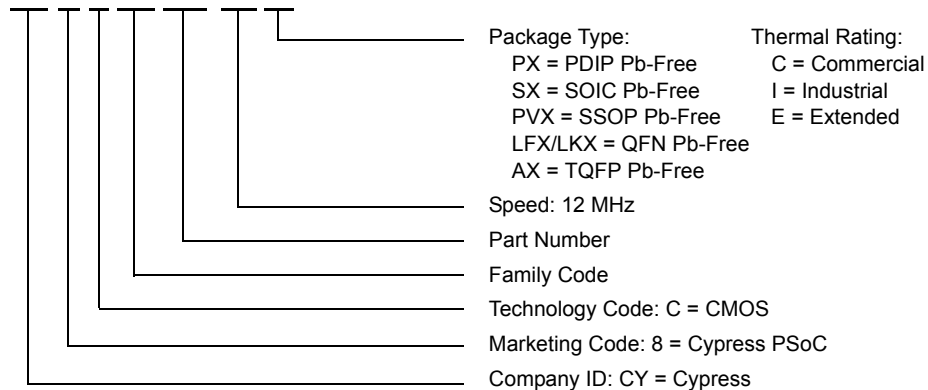 Package Type: Thermal Rating:
PX = PDIP Pb-Free C = Commercial
SX = SOIC Pb-Free I = Industrial
PVX = SSOP Pb-Free E = Extended
LFX/LKX = QFN Pb-Free
AX = TQFP Pb-Free
Speed: 12 MHz
Part Number
Family Code
Technology Code: C = CMOS
Marketing Code: 8 = Cypress PSoC
Company ID: CY = Cypress